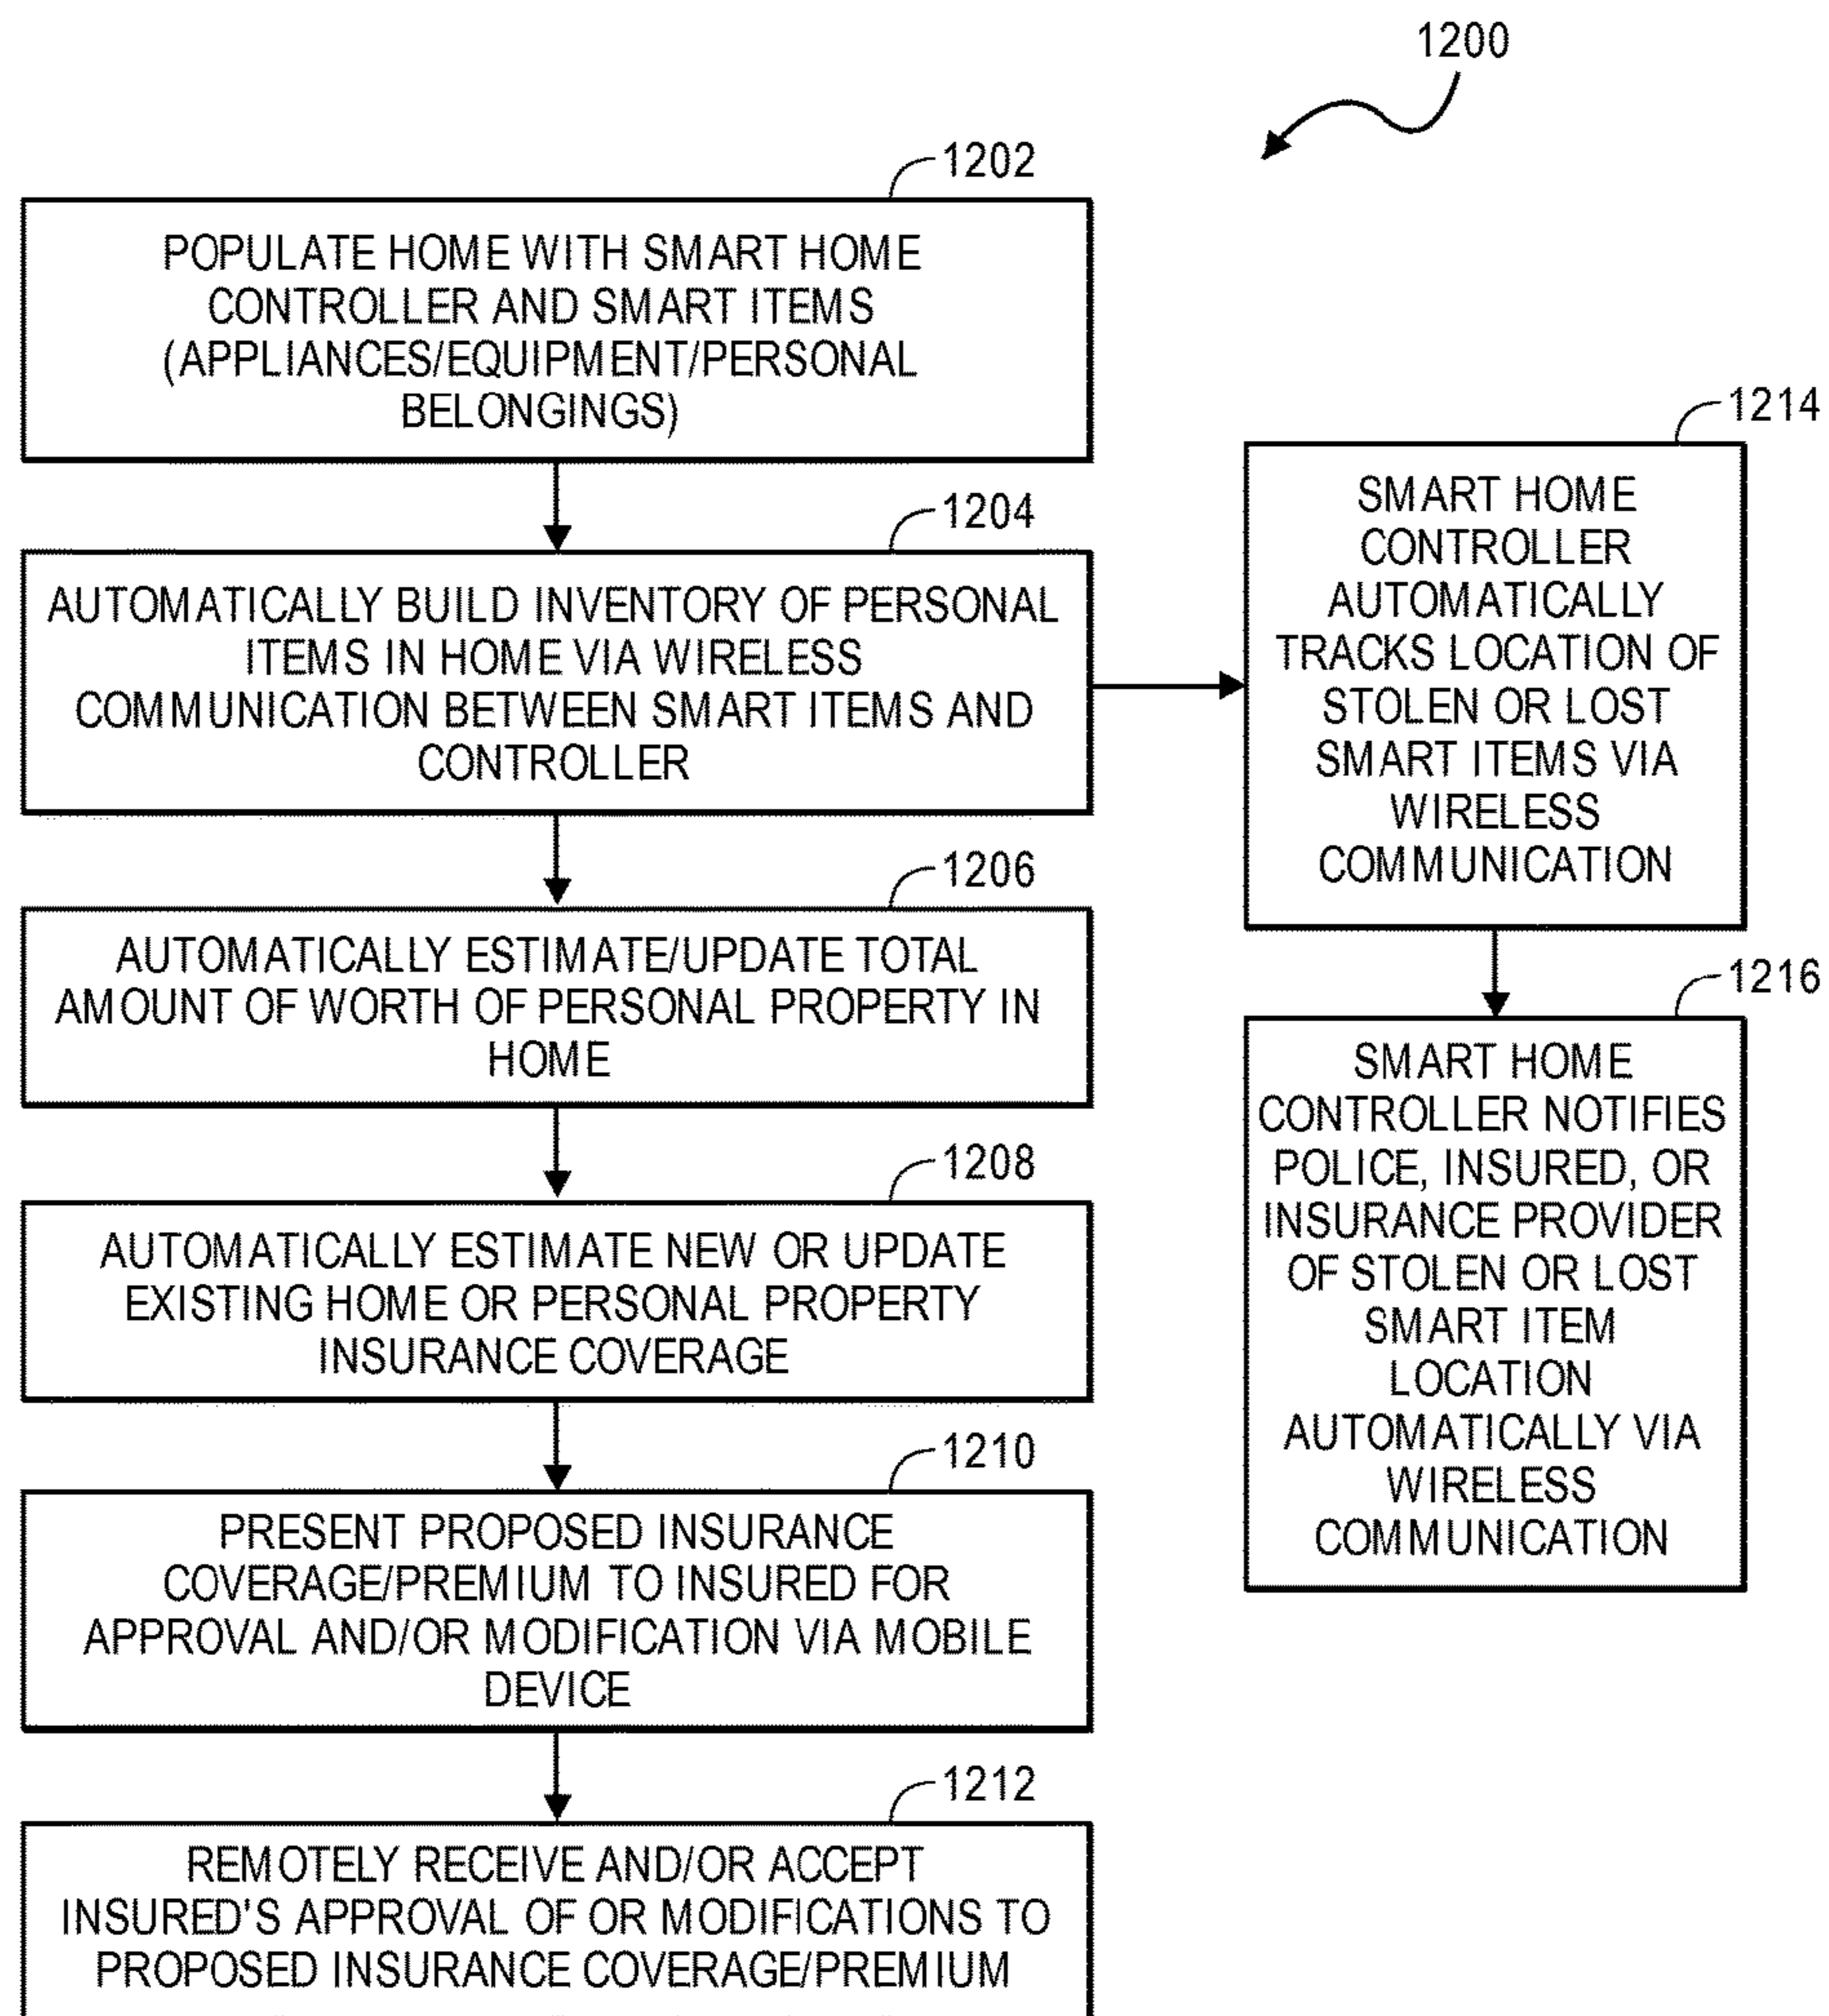 1200
1202
POPULATE HOME WITH SMART HOME
CONTROLLER AND SMART ITEMS
(APPLIANCES/EQUIPMENT/PERSONAL
BELONGINGS)
1204
AUTOMATICALLY BUILD INVENTORY OF PERSONAL
ITEMS IN HOME VIA WIRELESS
COMMUNICATION BETWEEN SMART ITEMS AND
CONTROLLER
1206
AUTOMATICALLY ESTIMATE/UPDATE TOTAL
AMOUNT OF WORTH OF PERSONAL PROPERTY IN
HOME
1208
AUTOMATICALLY ESTIMATE NEW OR UPDATE
EXISTING HOME OR PERSONAL PROPERTY
INSURANCE COVERAGE
1210
PRESENT PROPOSED INSURANCE
COVERAGE/PREMIUM TO INSURED FOR
APPROVAL AND/OR MODIFICATION VIA MOBILE
DEVICE
1212
REMOTELY RECEIVE AND/OR ACCEPT
INSURED'S APPROVAL OF OR MODIFICATIONS TO
PROPOSED INSURANCE COVERAGE/PREMIUM
1214
SMART HOME
CONTROLLER
AUTOMATICALLY
TRACKS LOCATION OF
STOLEN OR LOST
SMART ITEMS VIA
WIRELESS
COMMUNICATION
1216
SMART HOME
CONTROLLER NOTIFIES
POLICE, INSURED, OR
INSURANCE PROVIDER
OF STOLEN OR LOST
SMART ITEM
LOCATION
AUTOMATICALLY VIA
WIRELESS
COMMUNICATION